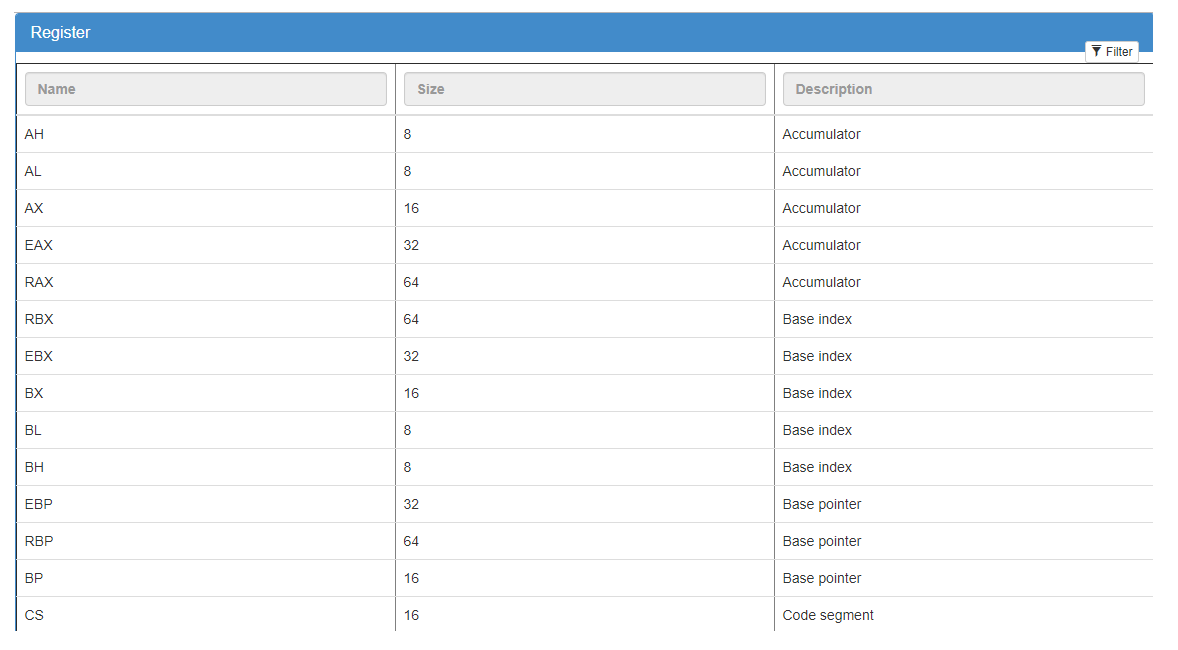 Register
Filter
Name Size Description
AH 8 Accumulator
AL 8 Accumulator
AX 16 Accumulator
EAX 32 Accumulator
RAX 64 Accumulator
RBX 64 Base index
EBX 32 Base index
BX 16 Base index
BL 8 Base index
BH 8 Base index
EBP 32 Base pointer
RBP 64 Base pointer
BP 16 Base pointer
CS 16 Code segment